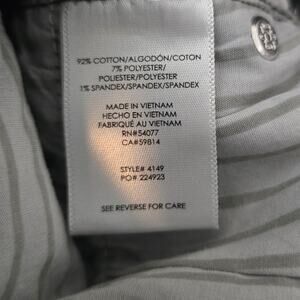 92% COTTON/ALGODÓN/COTON
7% POLYESTER/
POLIESTER/POLYESTER
1% SPANDEX/SPANDEX/SPANDEX
MADE IN VIETNAM
HECHO EN VIETNAM
FABRIQUÉ AU VIETNAM
RN#54077
CA#59814
STYLE# 4149
PO# 224923
SEE REVERSE FOR CARE